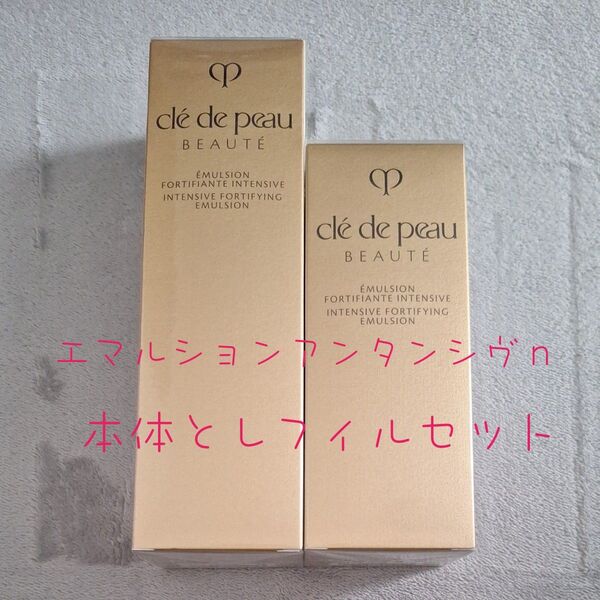 clé de peau
BEAUTÉ
ÉMULSION
FORTIFIANTE INTENSIVE
INTENSIVE FORTIFYING
EMULSION
clé de peau
BEAUTÉ
ÉMULSION
FORTIFIANTE INTENSIVE
INTENSIVE FORTIFYING
EMULSION
エマルションアンタンシヴn
本体とレフィルセット